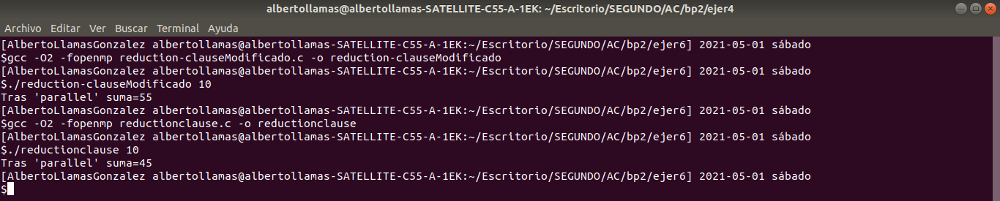 albertollamas@albertollamas-SATELLITE-C55-A-1EK: ~/Escritorio/SEGUNDO/AC/bp2/ejer4
Archivo Editar Ver Buscar Terminal Ayuda
[AlbertoLlamasGonzalez albertollamas@albertollamas-SATELLITE-C55-A-1EK:~/Escritorio/SEGUNDO/AC/bp2/ejer6] 2021-05-01 sábado
$gcc -O2 -fopenmp reduction-clauseModificado.c -o reduction-clauseModificado
[AlbertoLlamasGonzalez albertollamas@albertollamas-SATELLITE-C55-A-1EK:~/Escritorio/SEGUNDO/AC/bp2/ejer6] 2021-05-01 sábado
$./reduction-clauseModificado 10
Tras 'parallel' suma=55
[AlbertoLlamasGonzalez albertollamas@albertollamas-SATELLITE-C55-A-1EK:~/Escritorio/SEGUNDO/AC/bp2/ejer6] 2021-05-01 sábado
$gcc -O2 -fopenmp reductionclause.c -o reductionclause
[AlbertoLlamasGonzalez albertollamas@albertollamas-SATELLITE-C55-A-1EK:~/Escritorio/SEGUNDO/AC/bp2/ejer6] 2021-05-01 sábado
$./reductionclause 10
Tras 'parallel' suma=45
[AlbertoLlamasGonzalez albertollamas@albertollamas-SATELLITE-C55-A-1EK:~/Escritorio/SEGUNDO/AC/bp2/ejer6] 2021-05-01 sábado
$